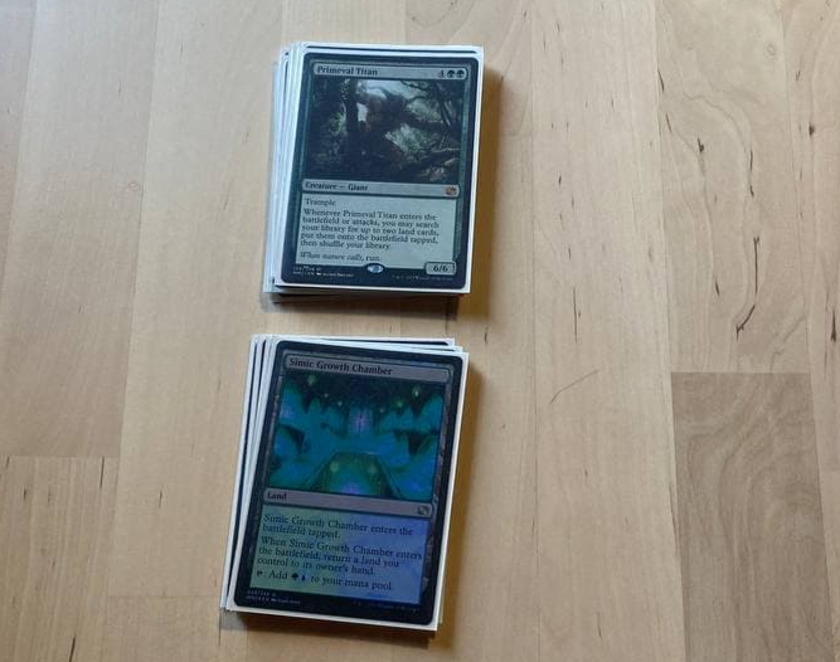 Primeval Titan 4
Creature — Giant
Trample
Whenever Primeval Titan enters the
battlefield or attacks, you may search
your library for up to two land cards,
put them onto the battlefield tapped,
then shuffle your library.
When nature calls, run.
6/6
Simic Growth Chamber
Land
Simic Growth Chamber enters the
battlefield tapped.
When Simic Growth Chamber enters
the battlefield, return a land you
control to its owner's hand.
: Add to your mana pool.